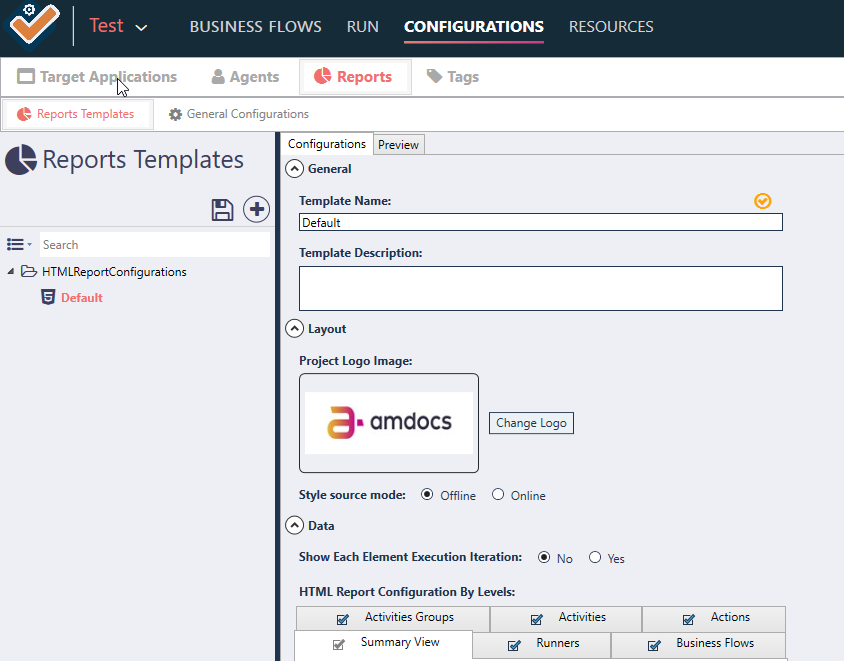 Test BUSINESS FLOWS RUN CONFIGURATIONS RESOURCES
Target Applications Agents Reports Tags
Reports Templates General Configurations
Reports Templates
Search
HTMLReportConfigurations
Default
Configurations Preview
General
Template Name:
Default
Template Description:
Layout
Project Logo Image:
amdocs
Change Logo
Style source mode: Offline Online
Data
Show Each Element Execution Iteration: No Yes
HTML Report Configuration By Levels:
Activities Groups Activities Actions
Summary View Runners Business Flows